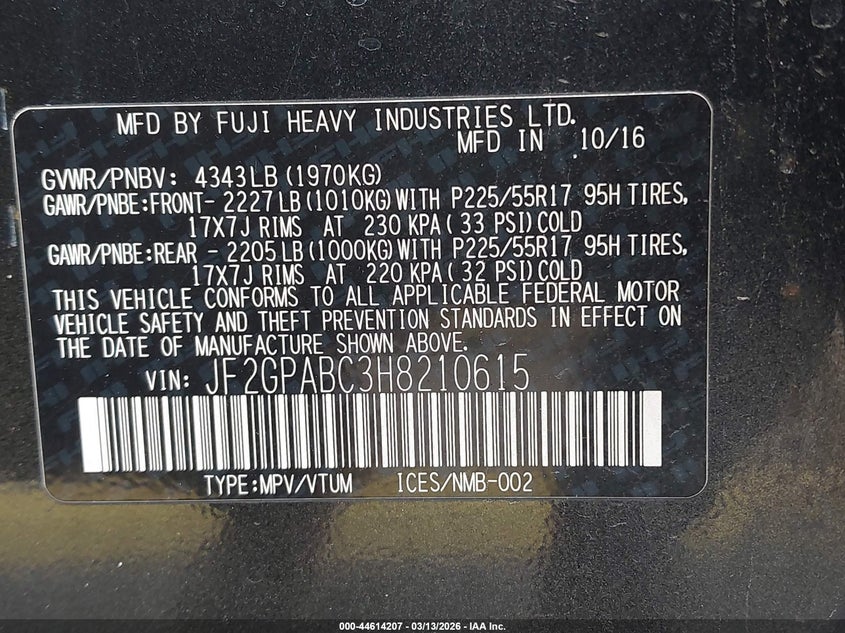 MFD BY FUJI HEAVY INDUSTRIES LTD.
MFD IN 10/16
GVWR/PNBV: 4343LB (1970KG)
GAWR/PNBE:FRONT- 2227LB(1010KG)WITH P225/55R17 95H TIRES,
17X7J RIMS AT 230 KPA( 33 PSI)COLD
GAWR/PNBE:REAR - 2205LB(1000KG)WITH P225/55R17 95H TIRES,
17X7J RIMS AT 220 KPA( 32 PSI)COLD
THIS VEHICLE CONFORMS TO ALL APPLICABLE FEDERAL MOTOR
VEHICLE SAFETY AND THEFT PREVENTION STANDARDS IN EFFECT ON
THE DATE OF MANUFACTURE SHOWN ABOVE.
VIN: JF2GPABC3H8210615
TYPE:MPV/VTUM ICES/NMB-002
000-44614207 - 03/13/2026 - IAA Inc.